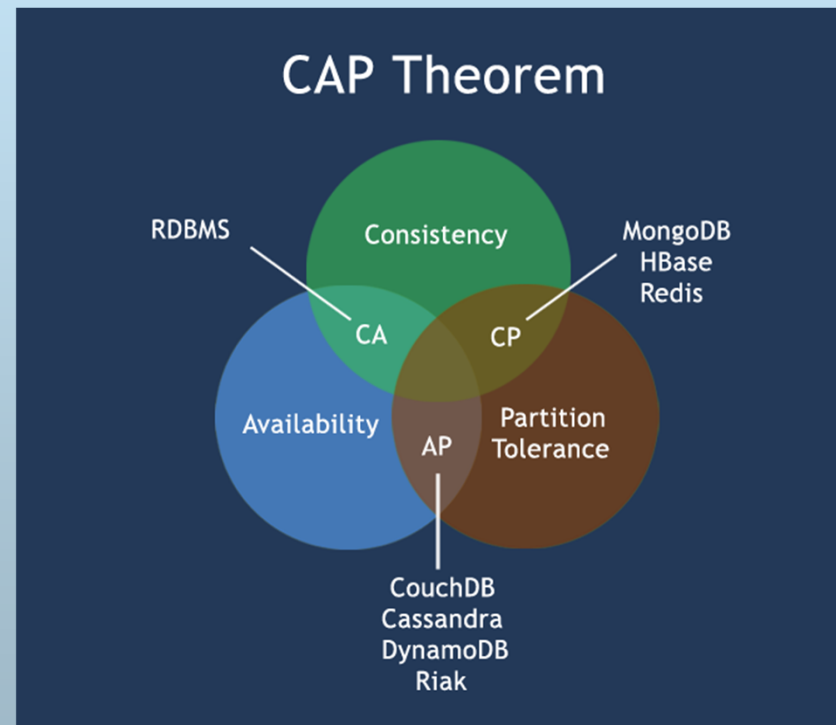 CAP Theorem
RDBMS
Consistency
MongoDB
HBase
Redis
CA
CP
Availability
Partition
Tolerance
AP
CouchDB
Cassandra
DynamoDB
Riak